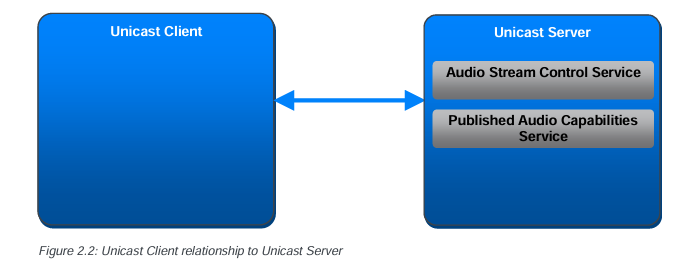 Unicast Client
Unicast Server
Audio Stream Control Service
Published Audio Capabilities
Service
Figure 2.2: Unicast Client relationship to Unicast Server